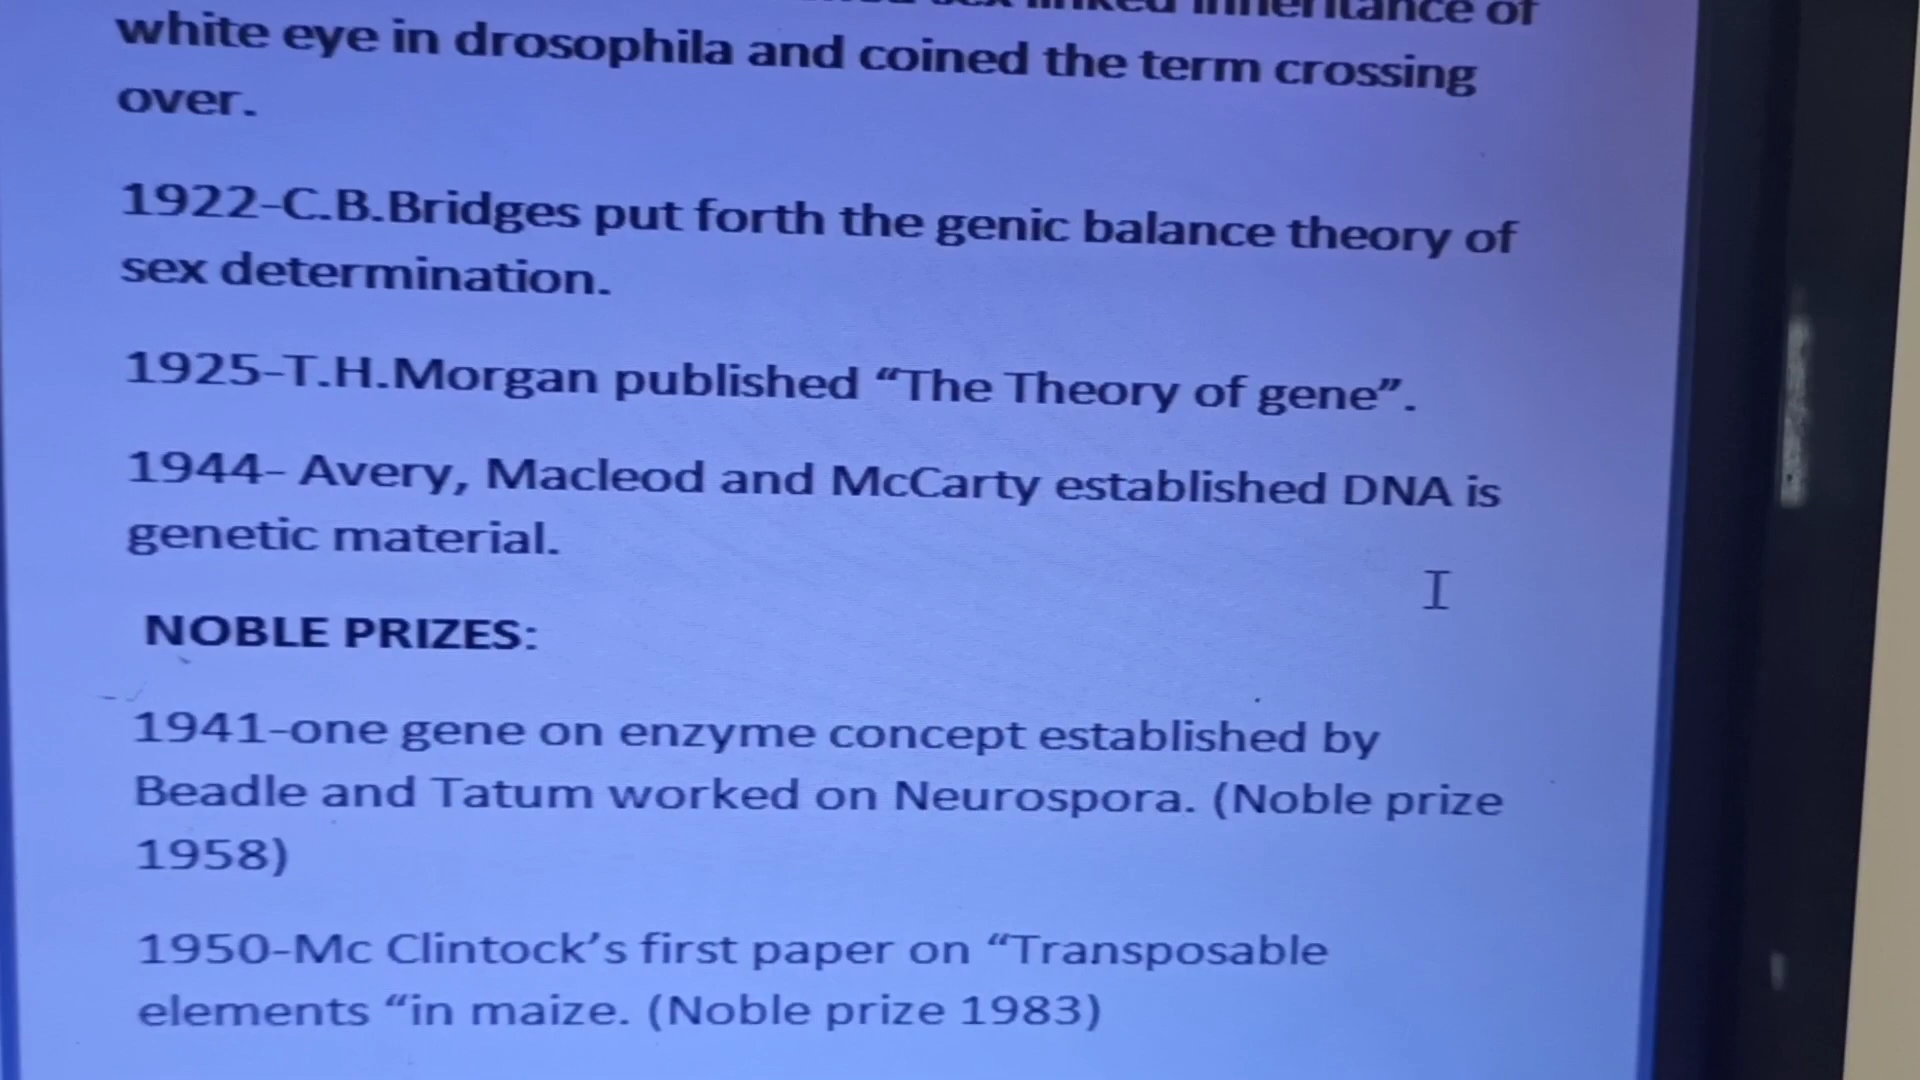 linked inheritance of
white eye in drosophila and coined the term crossing
over.
1922-C.B.Bridges put forth the genic balance theory of
sex determination.
1925-T.H.Morgan published “The Theory of gene”.
1944- Avery, Macleod and McCarty established DNA is
genetic material.
NOBLE PRIZES:
1941-one gene on enzyme concept established by
Beadle and Tatum worked on Neurospora. (Noble prize
1958)
1950-Mc Clintock’s first paper on “Transposable
elements “in maize. (Noble prize 1983)